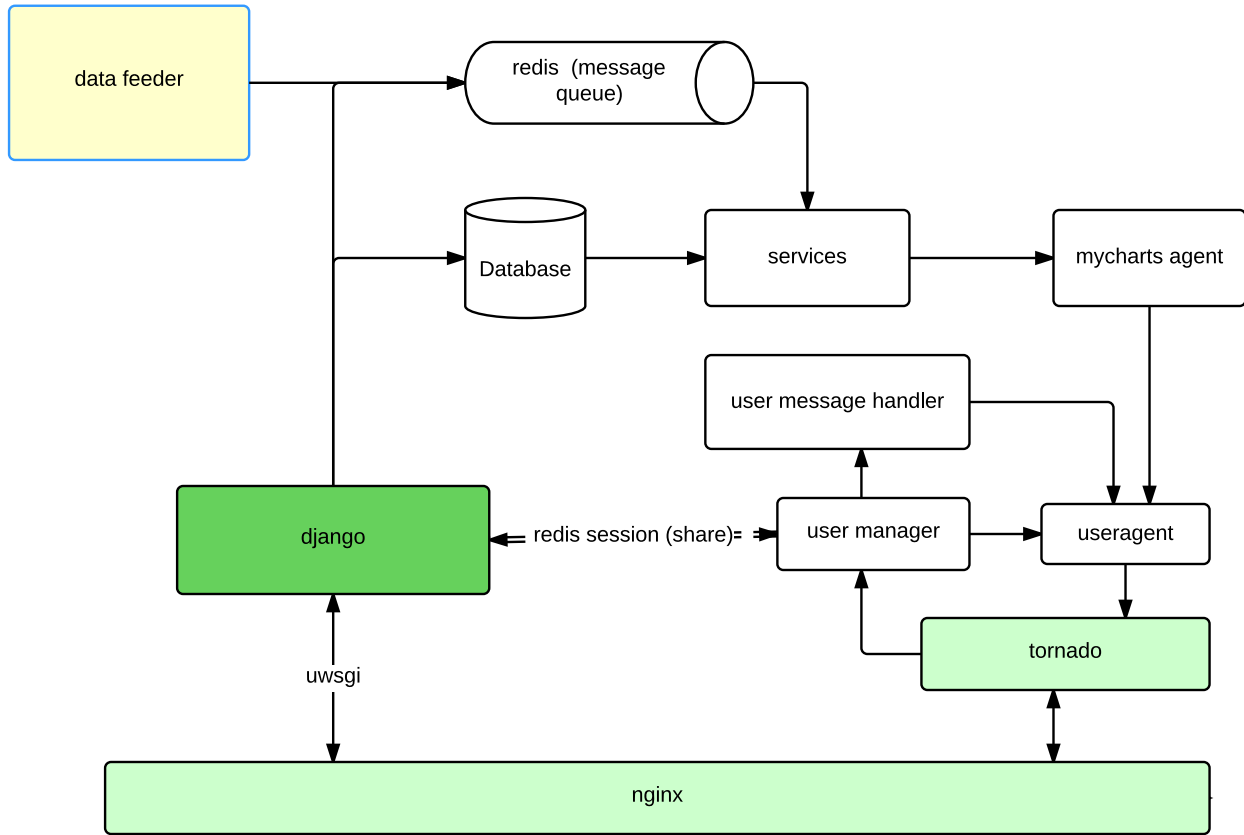 data feeder
redis  (message
queue)
Database
services
mycharts agent
user message handler
django
redis session (share)
user manager
useragent
uwsgi
tornado
nginx